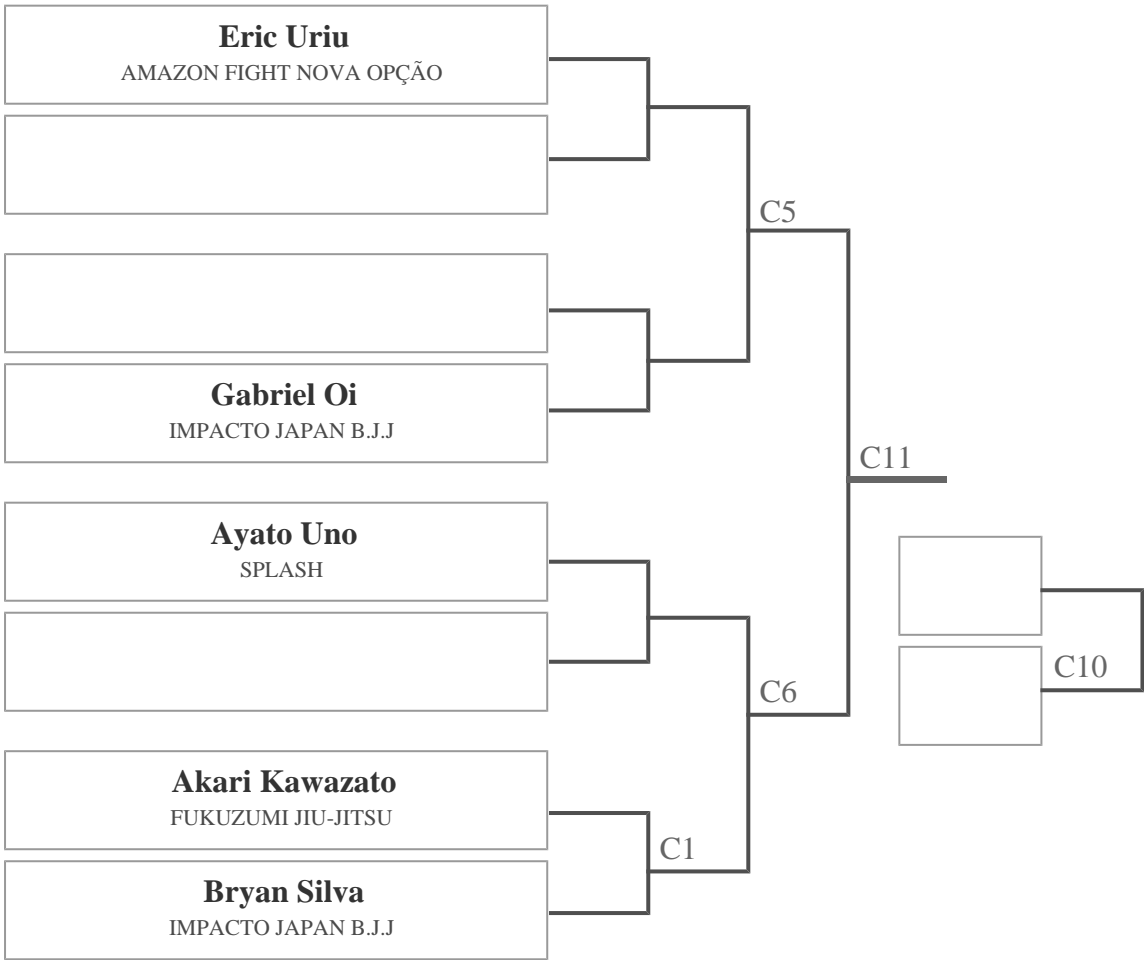 Eric Uriu
AMAZON FIGHT NOVA OPÇÃO
C5
Gabriel Oi
IMPACTO JAPAN B.J.J
C11
Ayato Uno
SPLASH
C10
C6
Akari Kawazato
FUKUZUMI JIU-JITSU
C1
Bryan Silva
IMPACTO JAPAN B.J.J